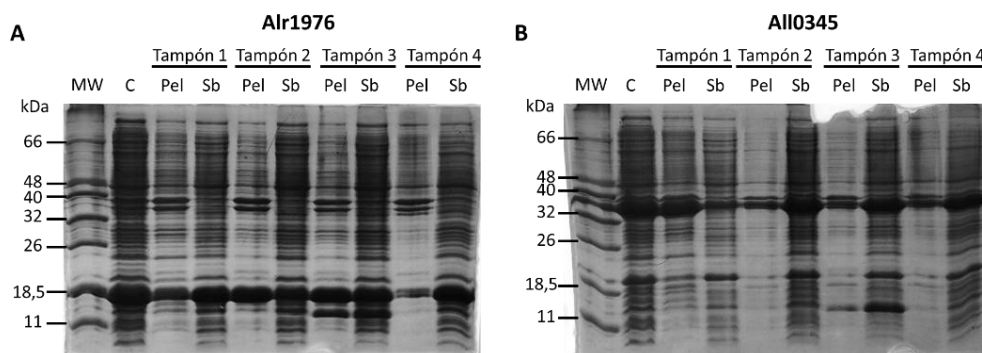 Alr1976
All0345
A
B
Tampón 1 Tampón 2 Tampón 3 Tampón 4
Tampón 1 Tampón 2 Tampón 3 Tampón 4
MW C Pel Sb Pel Sb Pel Sb Pel Sb
MW C Pel Sb Pel Sb Pel Sb Pel Sb
kDa
66
48
40
32
26
18,5
11
kDa
66
48
40
32
26
18,5
11